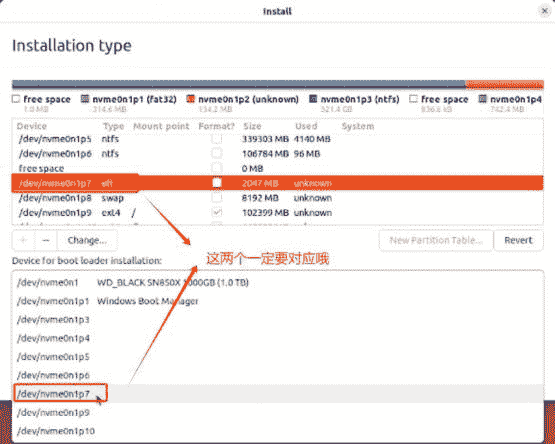 Install
Installation type
free space nvme0n1p1 (fat32) nvme0n1p2 (unknown) nvme0n1p3 (ntfs) free space nvme0n1p4
1.0 MB 314.6 MB 134.2 MB 321.4 GB 836.6 kB 742.4 MB
Device Type Mount point Format? Size Used System
/dev/nvme0n1p5 ntfs 339303 MB 4140 MB
/dev/nvme0n1p6 ntfs 106784 MB 96 MB
free space 0 MB
/dev/nvme0n1p7 efi 2047 MB unknown
/dev/nvme0n1p8 swap 8192 MB unknown
/dev/nvme0n1p9 ext4 / 102399 MB unknown
+ − Change... New Partition Table... Revert
这两个一定要对应哦
Device for boot loader installation:
/dev/nvme0n1 WD_BLACK SN850X 1000GB (1.0 TB)
/dev/nvme0n1p1 Windows Boot Manager
/dev/nvme0n1p3
/dev/nvme0n1p4
/dev/nvme0n1p5
/dev/nvme0n1p6
/dev/nvme0n1p7
/dev/nvme0n1p9
/dev/nvme0n1p10